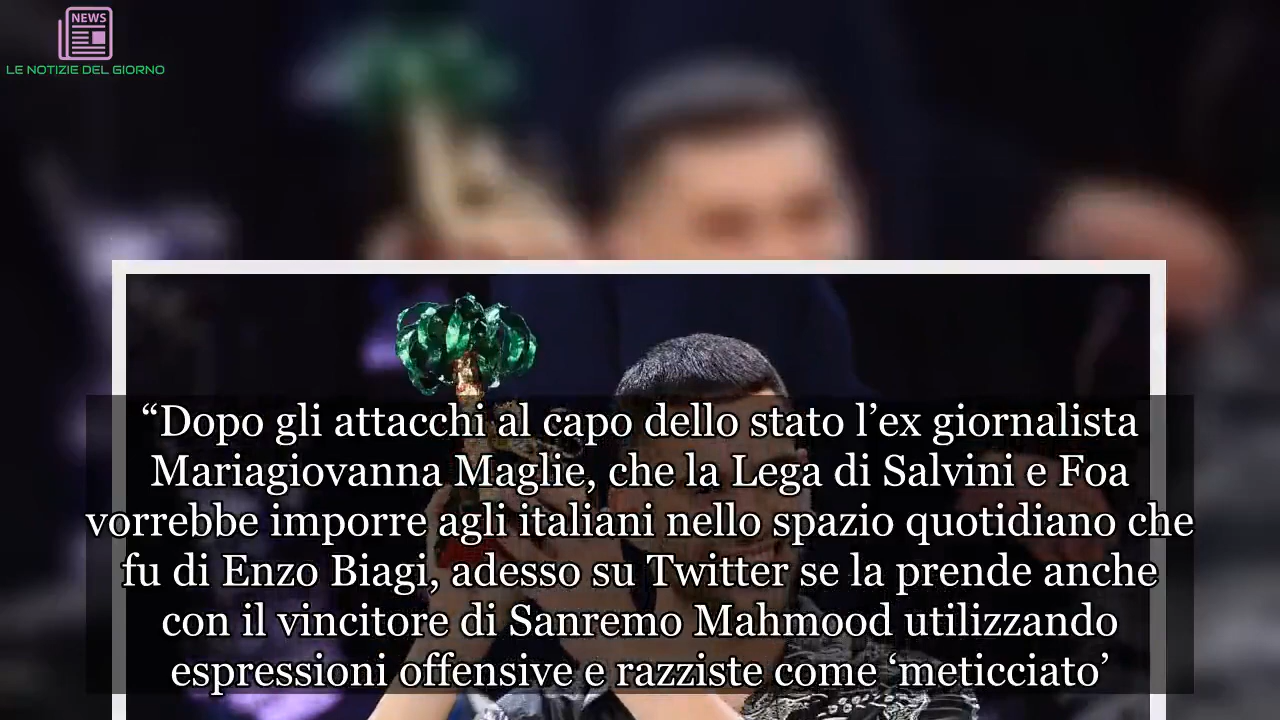 NEWS
LE NOTIZIE DEL GIORNO
“Dopo gli attacchi al capo dello stato l’ex giornalista
Mariagiovanna Maglie, che la Lega di Salvini e Foa
vorrebbe imporre agli italiani nello spazio quotidiano che
fu di Enzo Biagi, adesso su Twitter se la prende anche
con il vincitore di Sanremo Mahmood utilizzando
espressioni offensive e razziste come ‘meticciato’